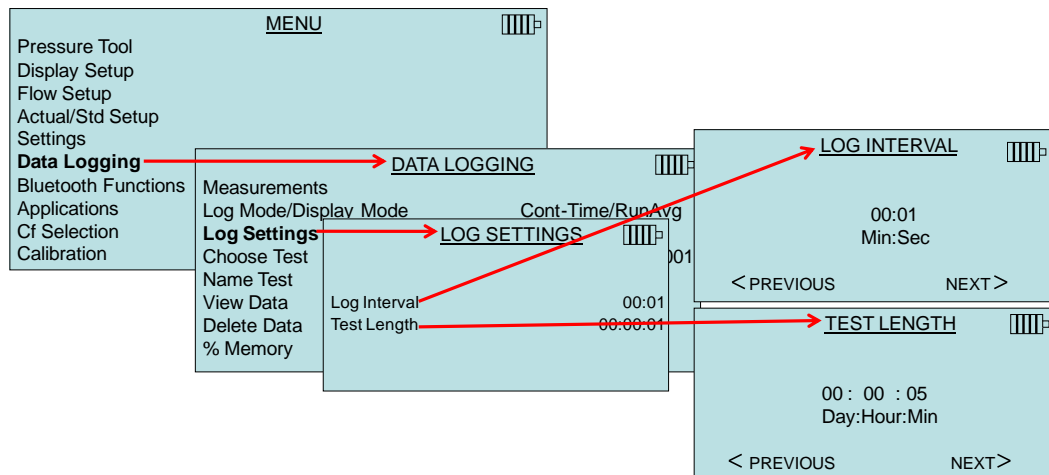 MENU
Pressure Tool
Display Setup
Flow Setup
Actual/Std Setup
Settings
Data Logging
Bluetooth Functions
Applications
Cf Selection
Calibration
DATA LOGGING
Measurements
Log Mode/Display Mode Cont-Time/RunAvg
Log Settings
Choose Test 001
Name Test
View Data
Delete Data
% Memory
LOG SETTINGS
Log Interval 00:01
Test Length 00:00:01
LOG INTERVAL
00:01
Min:Sec
< PREVIOUS NEXT >
TEST LENGTH
00 : 00 : 05
Day:Hour:Min
< PREVIOUS NEXT >